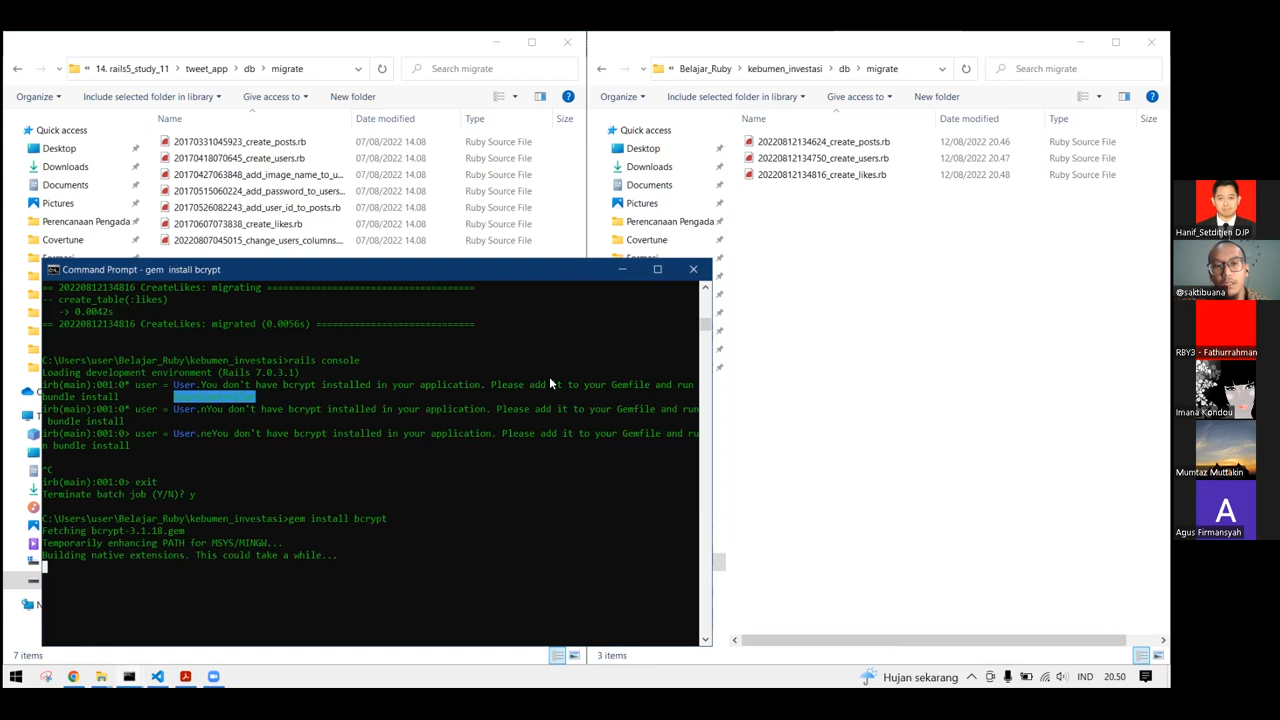 14. rails5_study_11 tweet_app db migrate
Search migrate
Organize Include selected folder in library Give access to New folder
Name Date modified Type Size
Quick access
Desktop
Downloads
Documents
Pictures
Perencanaan Pengada
Covertune
20170331045923_create_posts.rb 07/08/2022 14.08 Ruby Source File
20170418070645_create_users.rb 07/08/2022 14.08 Ruby Source File
20170427063848_add_image_name_to_u... 07/08/2022 14.08 Ruby Source File
20170515060224_add_password_to_users... 07/08/2022 14.08 Ruby Source File
20170526082243_add_user_id_to_posts.rb 07/08/2022 14.08 Ruby Source File
20170607073838_create_likes.rb 07/08/2022 14.08 Ruby Source File
20220807045015_change_users_columns... 07/08/2022 14.08 Ruby Source File
7 items
Belajar_Ruby kebumen_investasi db migrate
Search migrate
Organize Include selected folder in library Give access to New folder
Name Date modified Type Size
Quick access
Desktop
Downloads
Documents
Pictures
Perencanaan Pengada
Covertune
20220812134624_create_posts.rb 12/08/2022 20.46 Ruby Source File
20220812134750_create_users.rb 12/08/2022 20.47 Ruby Source File
20220812134816_create_likes.rb 12/08/2022 20.48 Ruby Source File
3 items
Command Prompt - gem install bcrypt
== 20220812134816 CreateLikes: migrating ======================================
-- create_table(:likes)
-> 0.0042s
== 20220812134816 CreateLikes: migrated (0.0056s) =============================
C:\Users\user\Belajar_Ruby\kebumen_investasi>rails console
Loading development environment (Rails 7.0.3.1)
irb(main):001:0* user = User.You don't have bcrypt installed in your application. Please add it to your Gemfile and run
bundle install
irb(main):001:0* user = User.nYou don't have bcrypt installed in your application. Please add it to your Gemfile and run
bundle install
irb(main):001:0> user = User.neYou don't have bcrypt installed in your application. Please add it to your Gemfile and ru
n bundle install
^C
irb(main):001:0> exit
Terminate batch job (Y/N)? y
C:\Users\user\Belajar_Ruby\kebumen_investasi>gem install bcrypt
Fetching bcrypt-3.1.18.gem
Temporarily enhancing PATH for MSYS/MINGW...
Building native extensions. This could take a while...
Hanif_Setditjen DJP
@saktibuana
RBY3 - Fathurrahman
Imana Kondou
Mumtaz Muttakin
A
Agus Firmansyah
Hujan sekarang IND 20.50